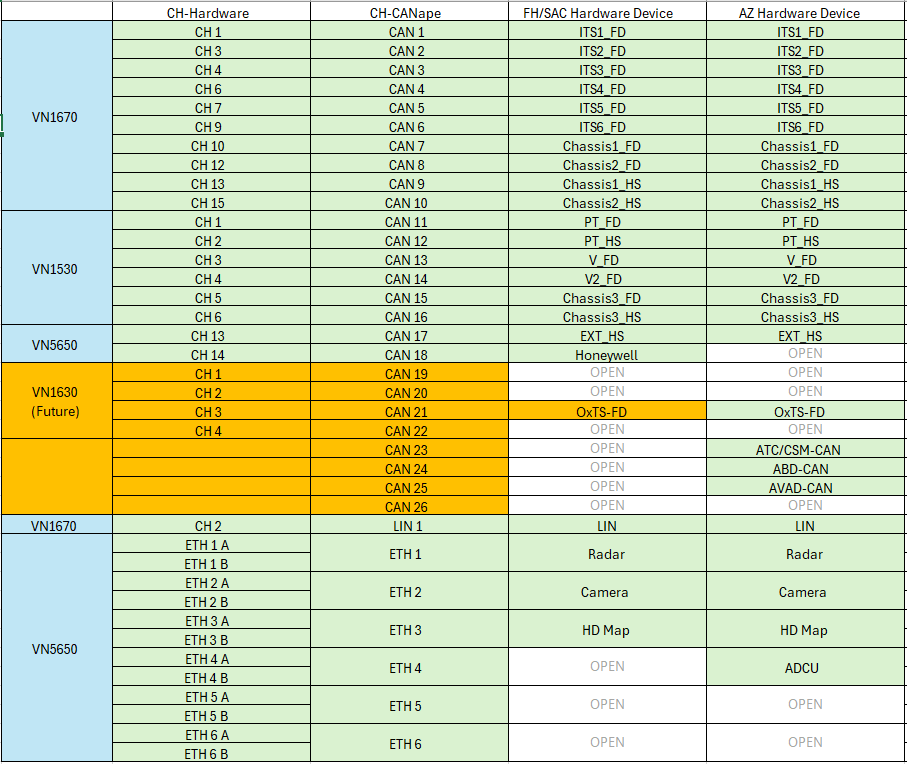 CH-Hardware CH-CANape FH/SAC Hardware Device AZ Hardware Device
VN1670
CH 1 CAN 1 ITS1_FD ITS1_FD
CH 3 CAN 2 ITS2_FD ITS2_FD
CH 4 CAN 3 ITS3_FD ITS3_FD
CH 6 CAN 4 ITS4_FD ITS4_FD
CH 7 CAN 5 ITS5_FD ITS5_FD
CH 9 CAN 6 ITS6_FD ITS6_FD
CH 10 CAN 7 Chassis1_FD Chassis1_FD
CH 12 CAN 8 Chassis2_FD Chassis2_FD
CH 13 CAN 9 Chassis1_HS Chassis1_HS
CH 15 CAN 10 Chassis2_HS Chassis2_HS
VN1530
CH 1 CAN 11 PT_FD PT_FD
CH 2 CAN 12 PT_HS PT_HS
CH 3 CAN 13 V_FD V_FD
CH 4 CAN 14 V2_FD V2_FD
CH 5 CAN 15 Chassis3_FD Chassis3_FD
CH 6 CAN 16 Chassis3_HS Chassis3_HS
VN5650
CH 13 CAN 17 EXT_HS EXT_HS
CH 14 CAN 18 Honeywell OPEN
VN1630
(Future)
CH 1 CAN 19 OPEN OPEN
CH 2 CAN 20 OPEN OPEN
CH 3 CAN 21 OxTS-FD OxTS-FD
CH 4 CAN 22 OPEN OPEN
CAN 23 OPEN ATC/CSM-CAN
CAN 24 OPEN ABD-CAN
CAN 25 OPEN AVAD-CAN
CAN 26 OPEN OPEN
VN1670 CH 2 LIN 1 LIN LIN
VN5650
ETH 1 A
ETH 1 B
ETH 1 Radar Radar
ETH 2 A
ETH 2 B
ETH 2 Camera Camera
ETH 3 A
ETH 3 B
ETH 3 HD Map HD Map
ETH 4 A
ETH 4 B
ETH 4 OPEN ADCU
ETH 5 A
ETH 5 B
ETH 5 OPEN OPEN
ETH 6 A
ETH 6 B
ETH 6 OPEN OPEN